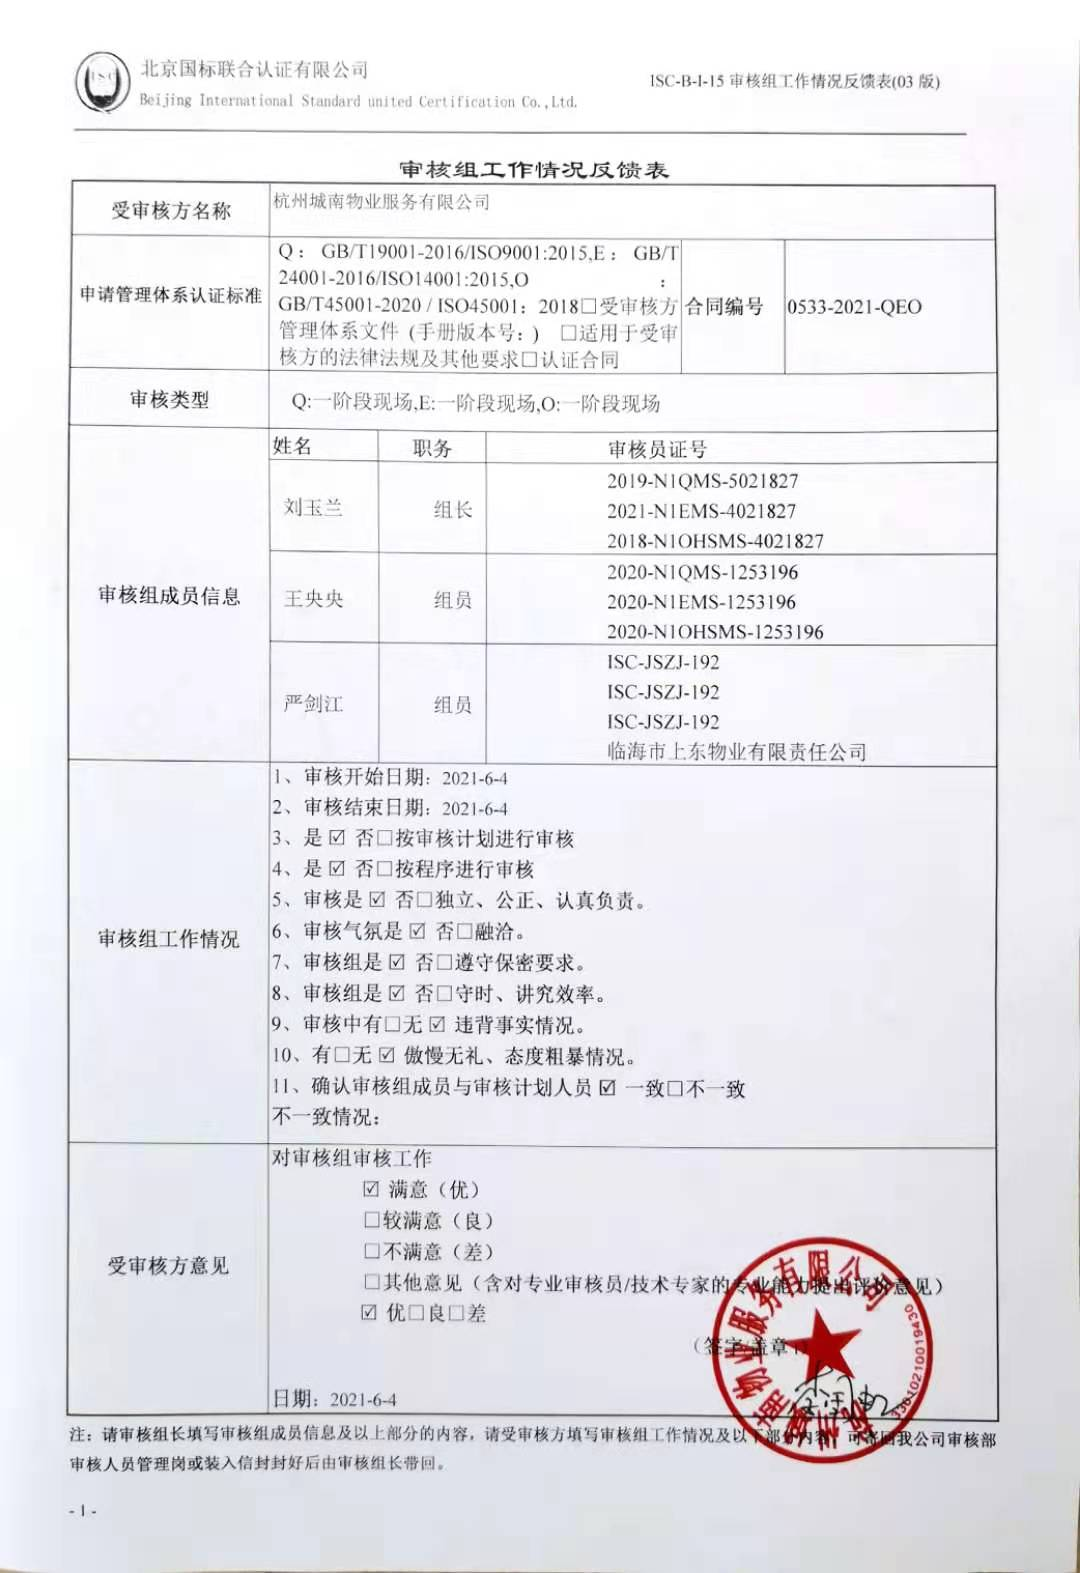 ISC
北京国标联合认证有限公司
ISC-B-I-15 审核组工作情况反馈表(03 版)
Beijing International Standard united Certification Co.,Ltd.
审核组工作情况反馈表
受审核方名称
杭州城南物业服务有限公司
申请管理体系认证标准
Q： GB/T19001-2016/ISO9001:2015,E： GB/T
24001-2016/ISO14001:2015,O ：
GB/T45001-2020 / ISO45001：2018□受审核方
管理体系文件 (手册版本号：) □适用于受审
核方的法律法规及其他要求□认证合同
合同编号
0533-2021-QEO
审核类型
Q:一阶段现场,E:一阶段现场,O:一阶段现场
审核组成员信息
姓名 职务 审核员证号
刘玉兰 组长
2019-N1QMS-5021827
2021-N1EMS-4021827
2018-N1OHSMS-4021827
王央央 组员
2020-N1QMS-1253196
2020-N1EMS-1253196
2020-N1OHSMS-1253196
严剑江 组员
ISC-JSZJ-192
ISC-JSZJ-192
ISC-JSZJ-192
临海市上东物业有限责任公司
审核组工作情况
1、审核开始日期：2021-6-4
2、审核结束日期：2021-6-4
3、是 ☑ 否□按审核计划进行审核
4、是 ☑ 否□按程序进行审核
5、审核是 ☑ 否□独立、公正、认真负责。
6、审核气氛是 ☑ 否□融洽。
7、审核组是 ☑ 否□遵守保密要求。
8、审核组是 ☑ 否□守时、讲究效率。
9、审核中有□无 ☑ 违背事实情况。
10、有□无 ☑ 傲慢无礼、态度粗暴情况。
11、确认审核组成员与审核计划人员 ☑ 一致□不一致
不一致情况：
受审核方意见
对审核组审核工作
☑ 满意（优）
□较满意（良）
□不满意（差）
□其他意见（含对专业审核员/技术专家的专业能力提出评价意见）
☑ 优□良□差
（签字/盖章）
杭州城南物业服务有限公司
33010210019430
日期：2021-6-4
注：请审核组长填写审核组成员信息及以上部分的内容，请受审核方填写审核组工作情况及以下部分内容，可寄回我公司审核部
审核人员管理岗或装入信封封好后由审核组长带回。
- 1 -